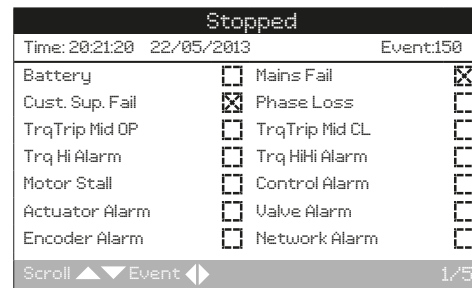 Stopped
Time: 20:21:20 22/05/2013 Event:150
Battery Mains Fail
Cust. Sup. Fail Phase Loss
TrqTrip Mid OP TrqTrip Mid CL
Trq Hi Alarm Trq HiHi Alarm
Motor Stall Control Alarm
Actuator Alarm Valve Alarm
Encoder Alarm Network Alarm
Scroll Event 1/5